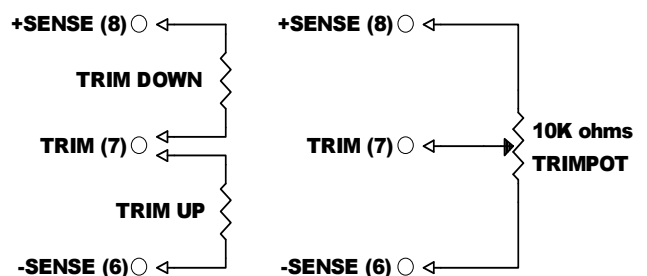 +SENSE (8)
TRIM DOWN
TRIM (7)
TRIM UP
-SENSE (6)
+SENSE (8)
TRIM (7)
10K ohms
TRIMPOT
-SENSE (6)